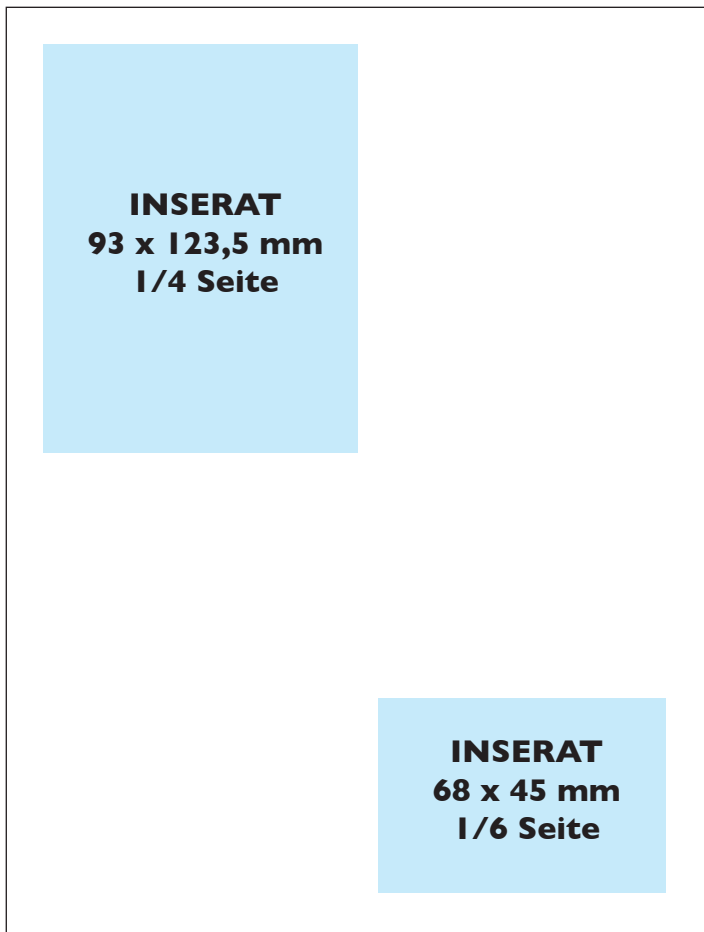 INSERAT
93 x 123,5 mm
1/4 Seite
INSERAT
68 x 45 mm
1/6 Seite